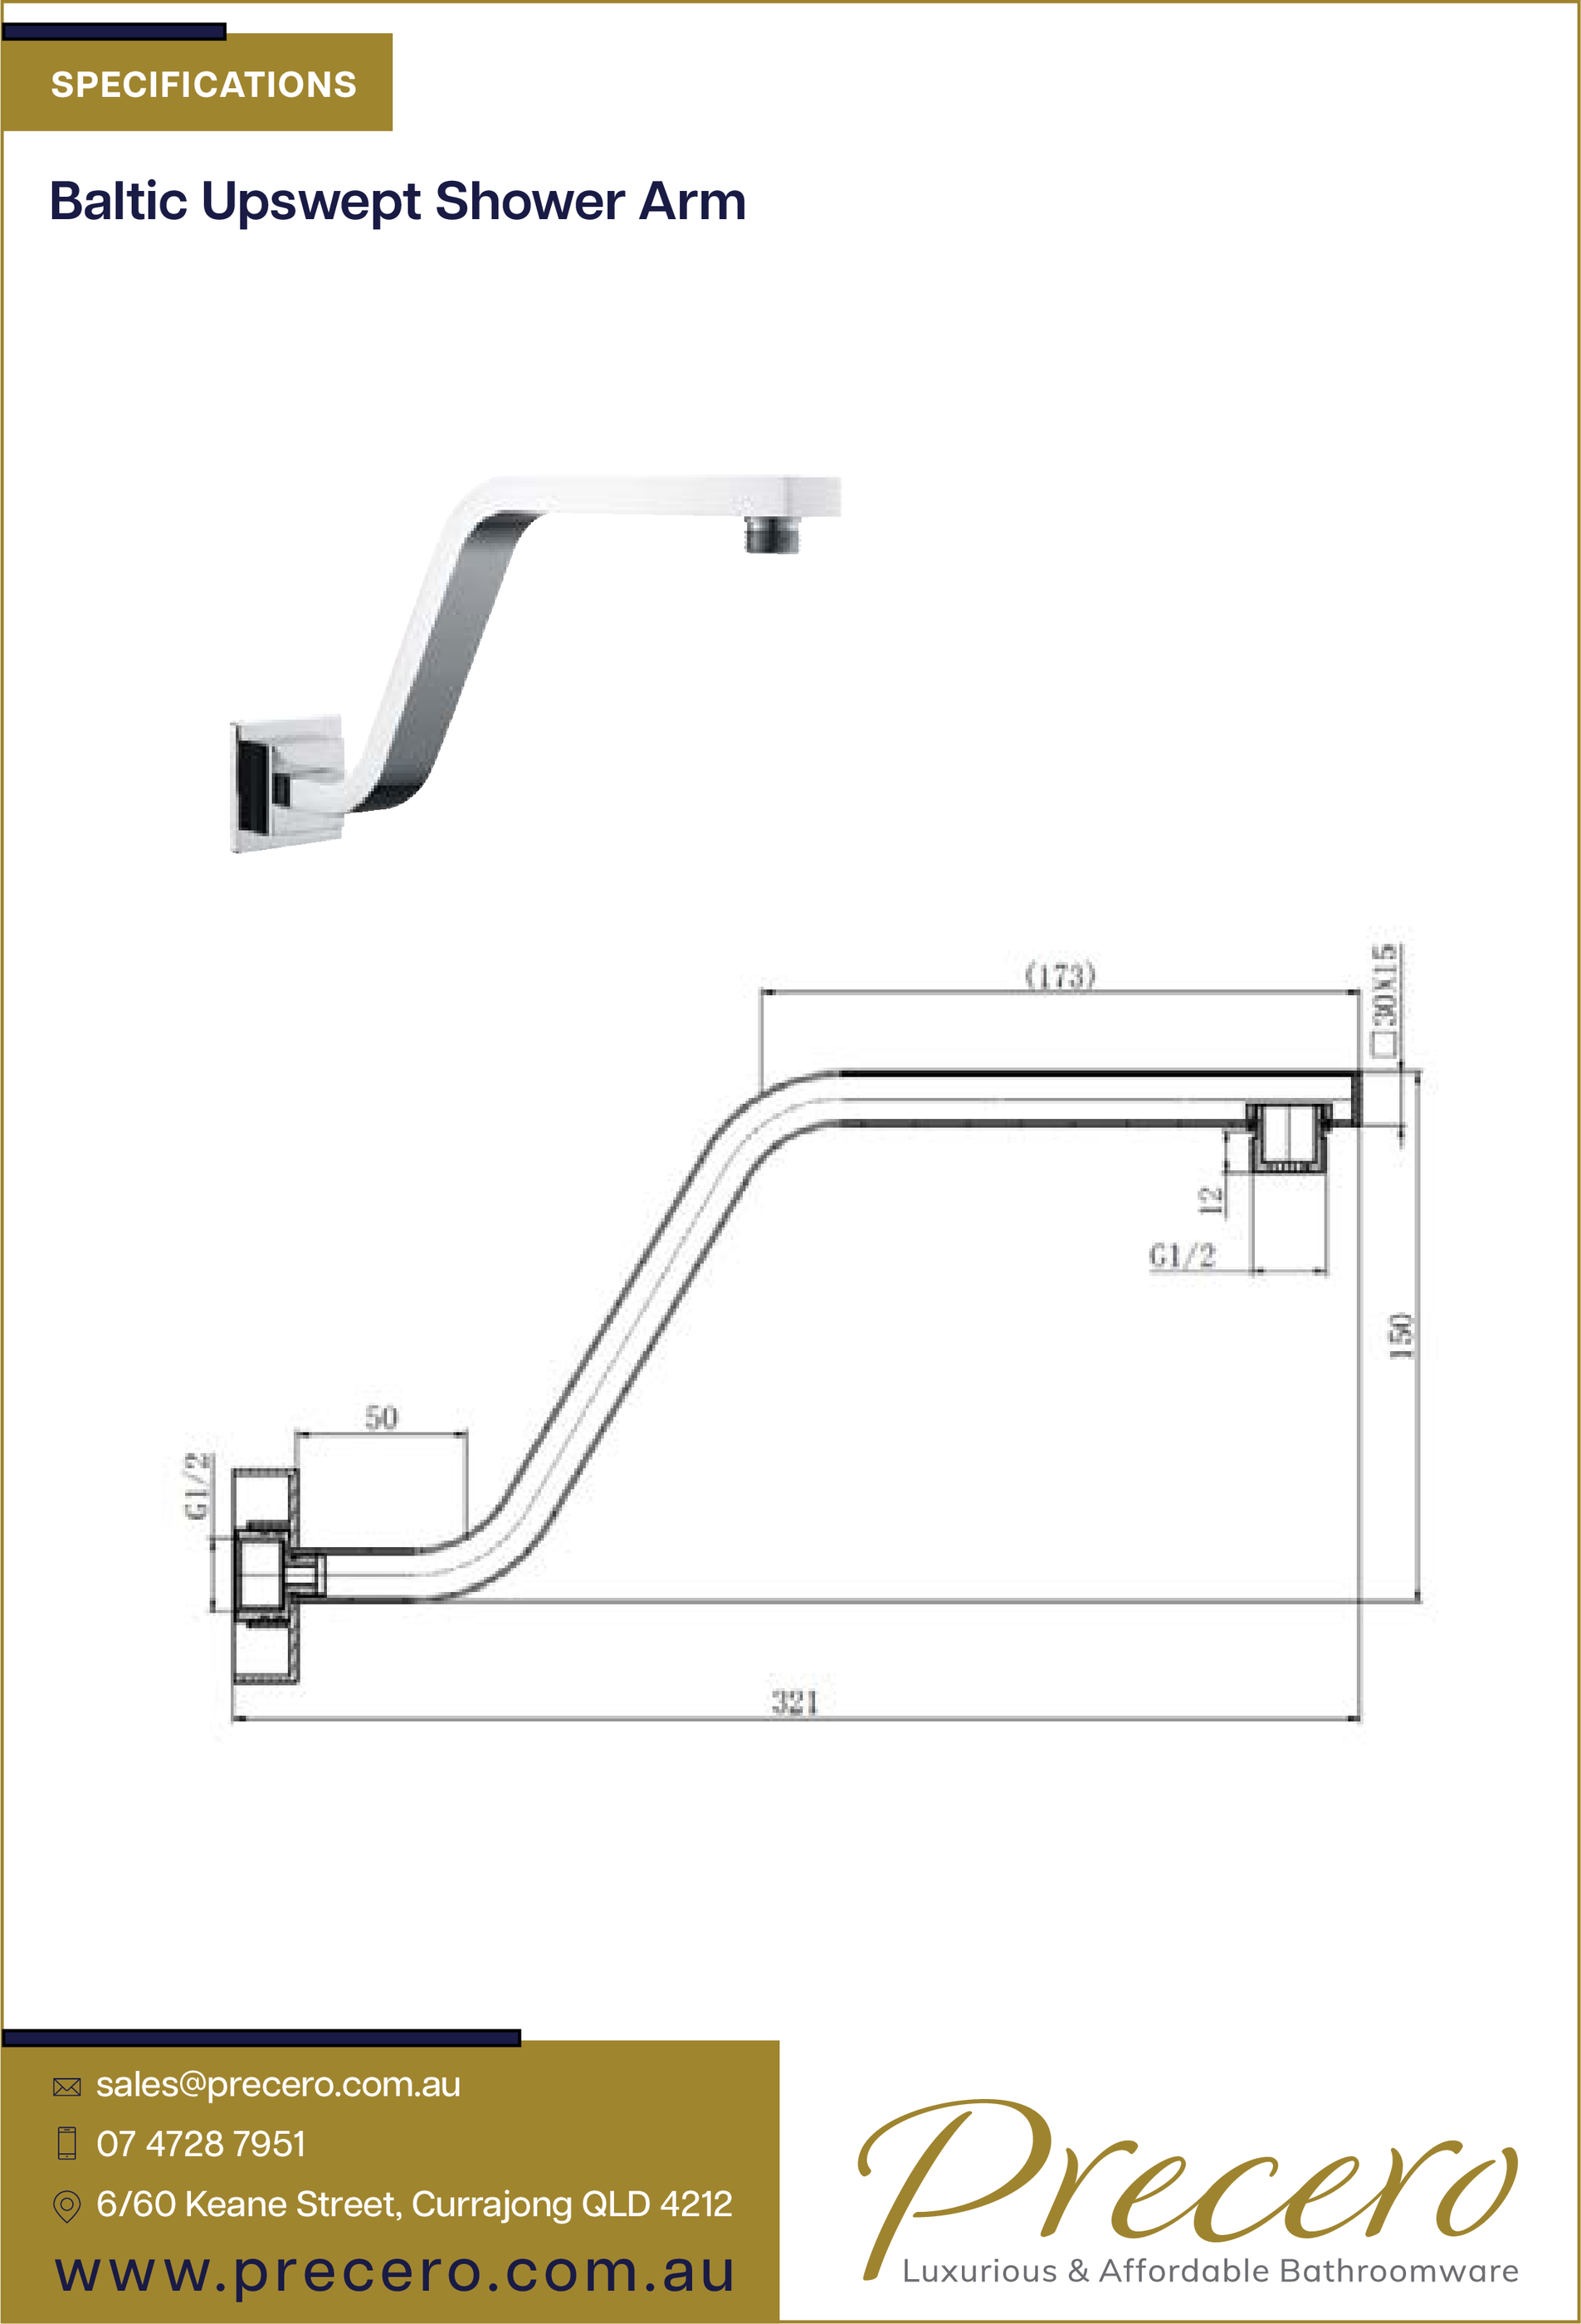 SPECIFICATIONS
Baltic Upswept Shower Arm
(173)
□30X15
12
G1/2
150
50
G1/2
321
sales@precero.com.au
07 4728 7951
6/60 Keane Street, Currajong QLD 4212
www.precero.com.au
Precero
Luxurious & Affordable Bathroomware